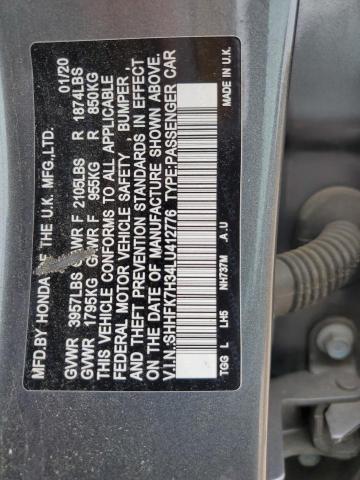 MFD.BY HONDA OF THE U.K. MFG.,LTD. 01/20
GVWR 3957LBS GAWR F 2105LBS R 1874LBS
GVWR 1795KG GAWR F 955KG R 850KG
THIS VEHICLE CONFORMS TO ALL APPLICABLE
FEDERAL MOTOR VEHICLE SAFETY, BUMPER,
AND THEFT PREVENTION STANDARDS IN EFFECT
ON THE DATE OF MANUFACTURE SHOWN ABOVE.
V.I.N.:SHHFK7H34LU412776 TYPE:PASSENGER CAR
TGG L LH5 NH737M A.U MADE IN U.K.